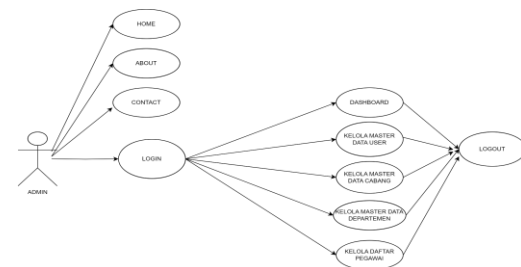 HOME
ABOUT
CONTACT
LOGIN
ADMIN
DASHBOARD
KELOLA MASTER
DATA USER
KELOLA MASTER
DATA CABANG
KELOLA MASTER DATA
DEPARTEMEN
KELOLA DAFTAR
PEGAWAI
LOGOUT